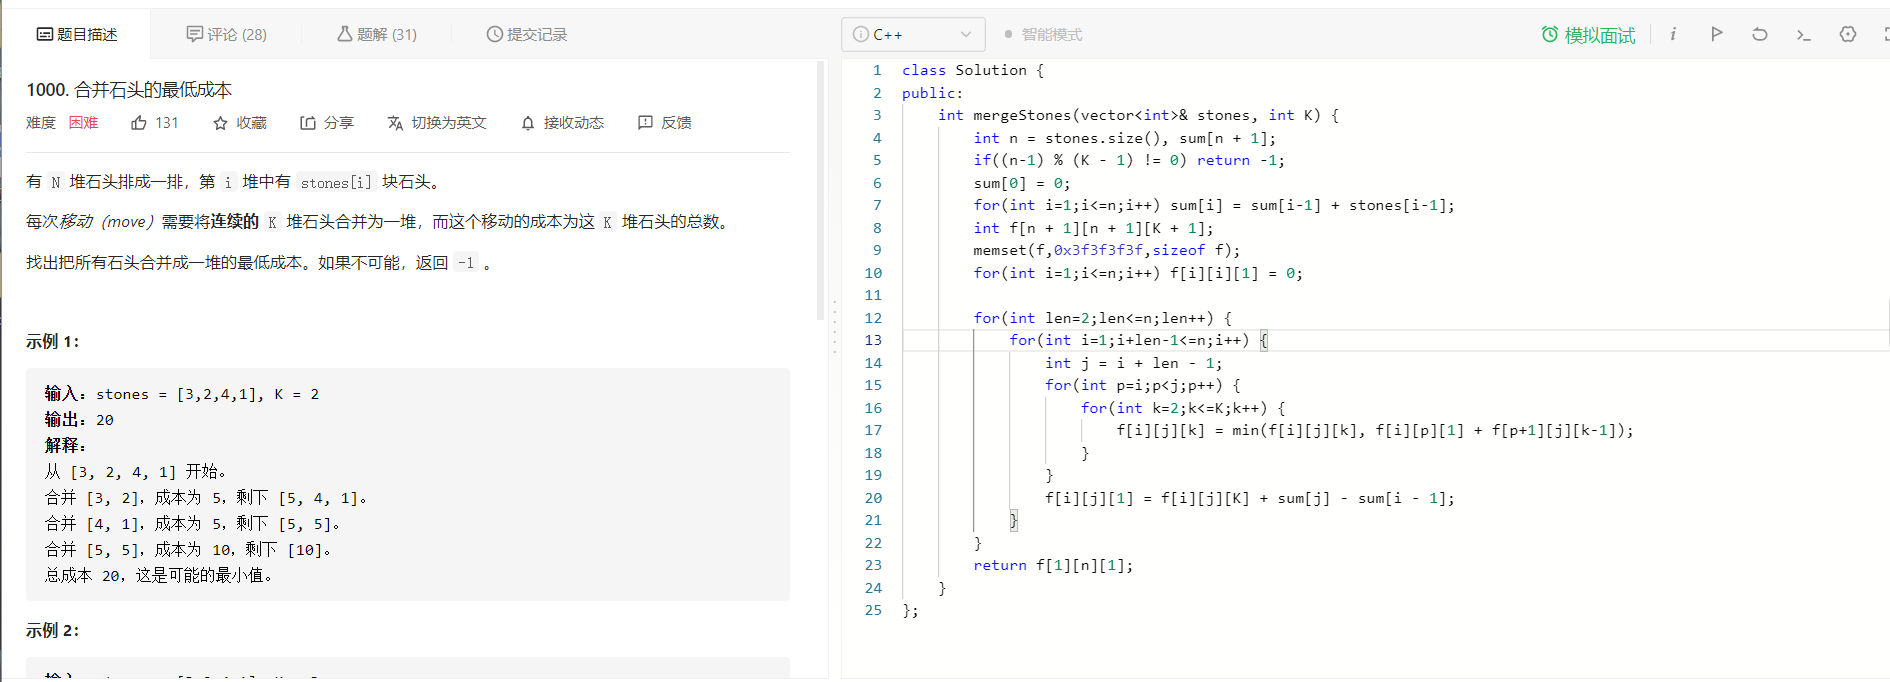 题目描述
评论 (28)
题解 (31)
提交记录
1000. 合并石头的最低成本
难度 困难 131 收藏 分享 切换为英文 接收动态 反馈
有 N 堆石头排成一排，第 i 堆中有 stones[i] 块石头。
每次移动（move）需要将连续的 K 堆石头合并为一堆，而这个移动的成本为这 K 堆石头的总数。
找出把所有石头合并成一堆的最低成本。如果不可能，返回 -1 。
示例 1：
输入：stones = [3,2,4,1], K = 2
输出：20
解释：
从 [3, 2, 4, 1] 开始。
合并 [3, 2]，成本为 5，剩下 [5, 4, 1]。
合并 [4, 1]，成本为 5，剩下 [5, 5]。
合并 [5, 5]，成本为 10，剩下 [10]。
总成本 20，这是可能的最小值。
示例 2：
C++
智能模式
模拟面试
1 class Solution {
2 public:
3 int mergeStones(vector<int>& stones, int K) {
4 int n = stones.size(), sum[n + 1];
5 if((n-1) % (K - 1) != 0) return -1;
6 sum[0] = 0;
7 for(int i=1;i<=n;i++) sum[i] = sum[i-1] + stones[i-1];
8 int f[n + 1][n + 1][K + 1];
9 memset(f,0x3f3f3f3f,sizeof f);
10 for(int i=1;i<=n;i++) f[i][i][1] = 0;
11
12 for(int len=2;len<=n;len++) {
13 for(int i=1;i+len-1<=n;i++) {
14 int j = i + len - 1;
15 for(int p=i;p<j;p++) {
16 for(int k=2;k<=K;k++) {
17 f[i][j][k] = min(f[i][j][k], f[i][p][1] + f[p+1][j][k-1]);
18 }
19 }
20 f[i][j][1] = f[i][j][K] + sum[j] - sum[i - 1];
21 }
22 }
23 return f[1][n][1];
24 }
25 };